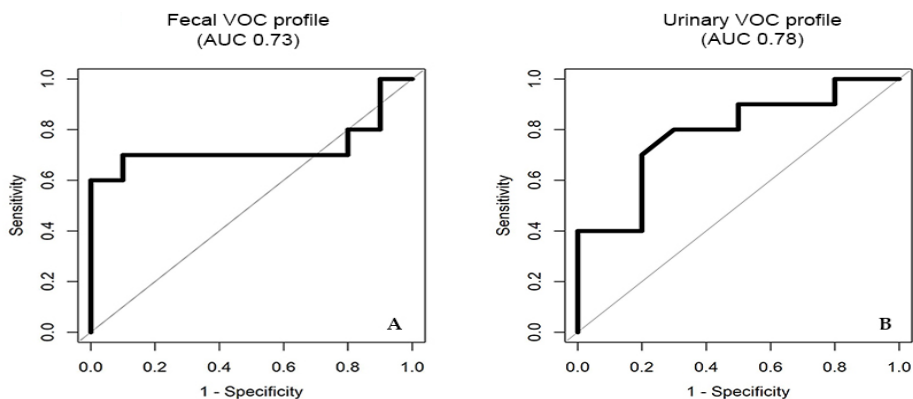 Fecal VOC profile
(AUC 0.73)
1.0
0.8
0.6
0.4
0.2
0.0
Sensitivity
A
0.0 0.2 0.4 0.6 0.8 1.0
1 - Specificity
Urinary VOC profile
(AUC 0.78)
1.0
0.8
0.6
0.4
0.2
0.0
Sensitivity
B
0.0 0.2 0.4 0.6 0.8 1.0
1 - Specificity